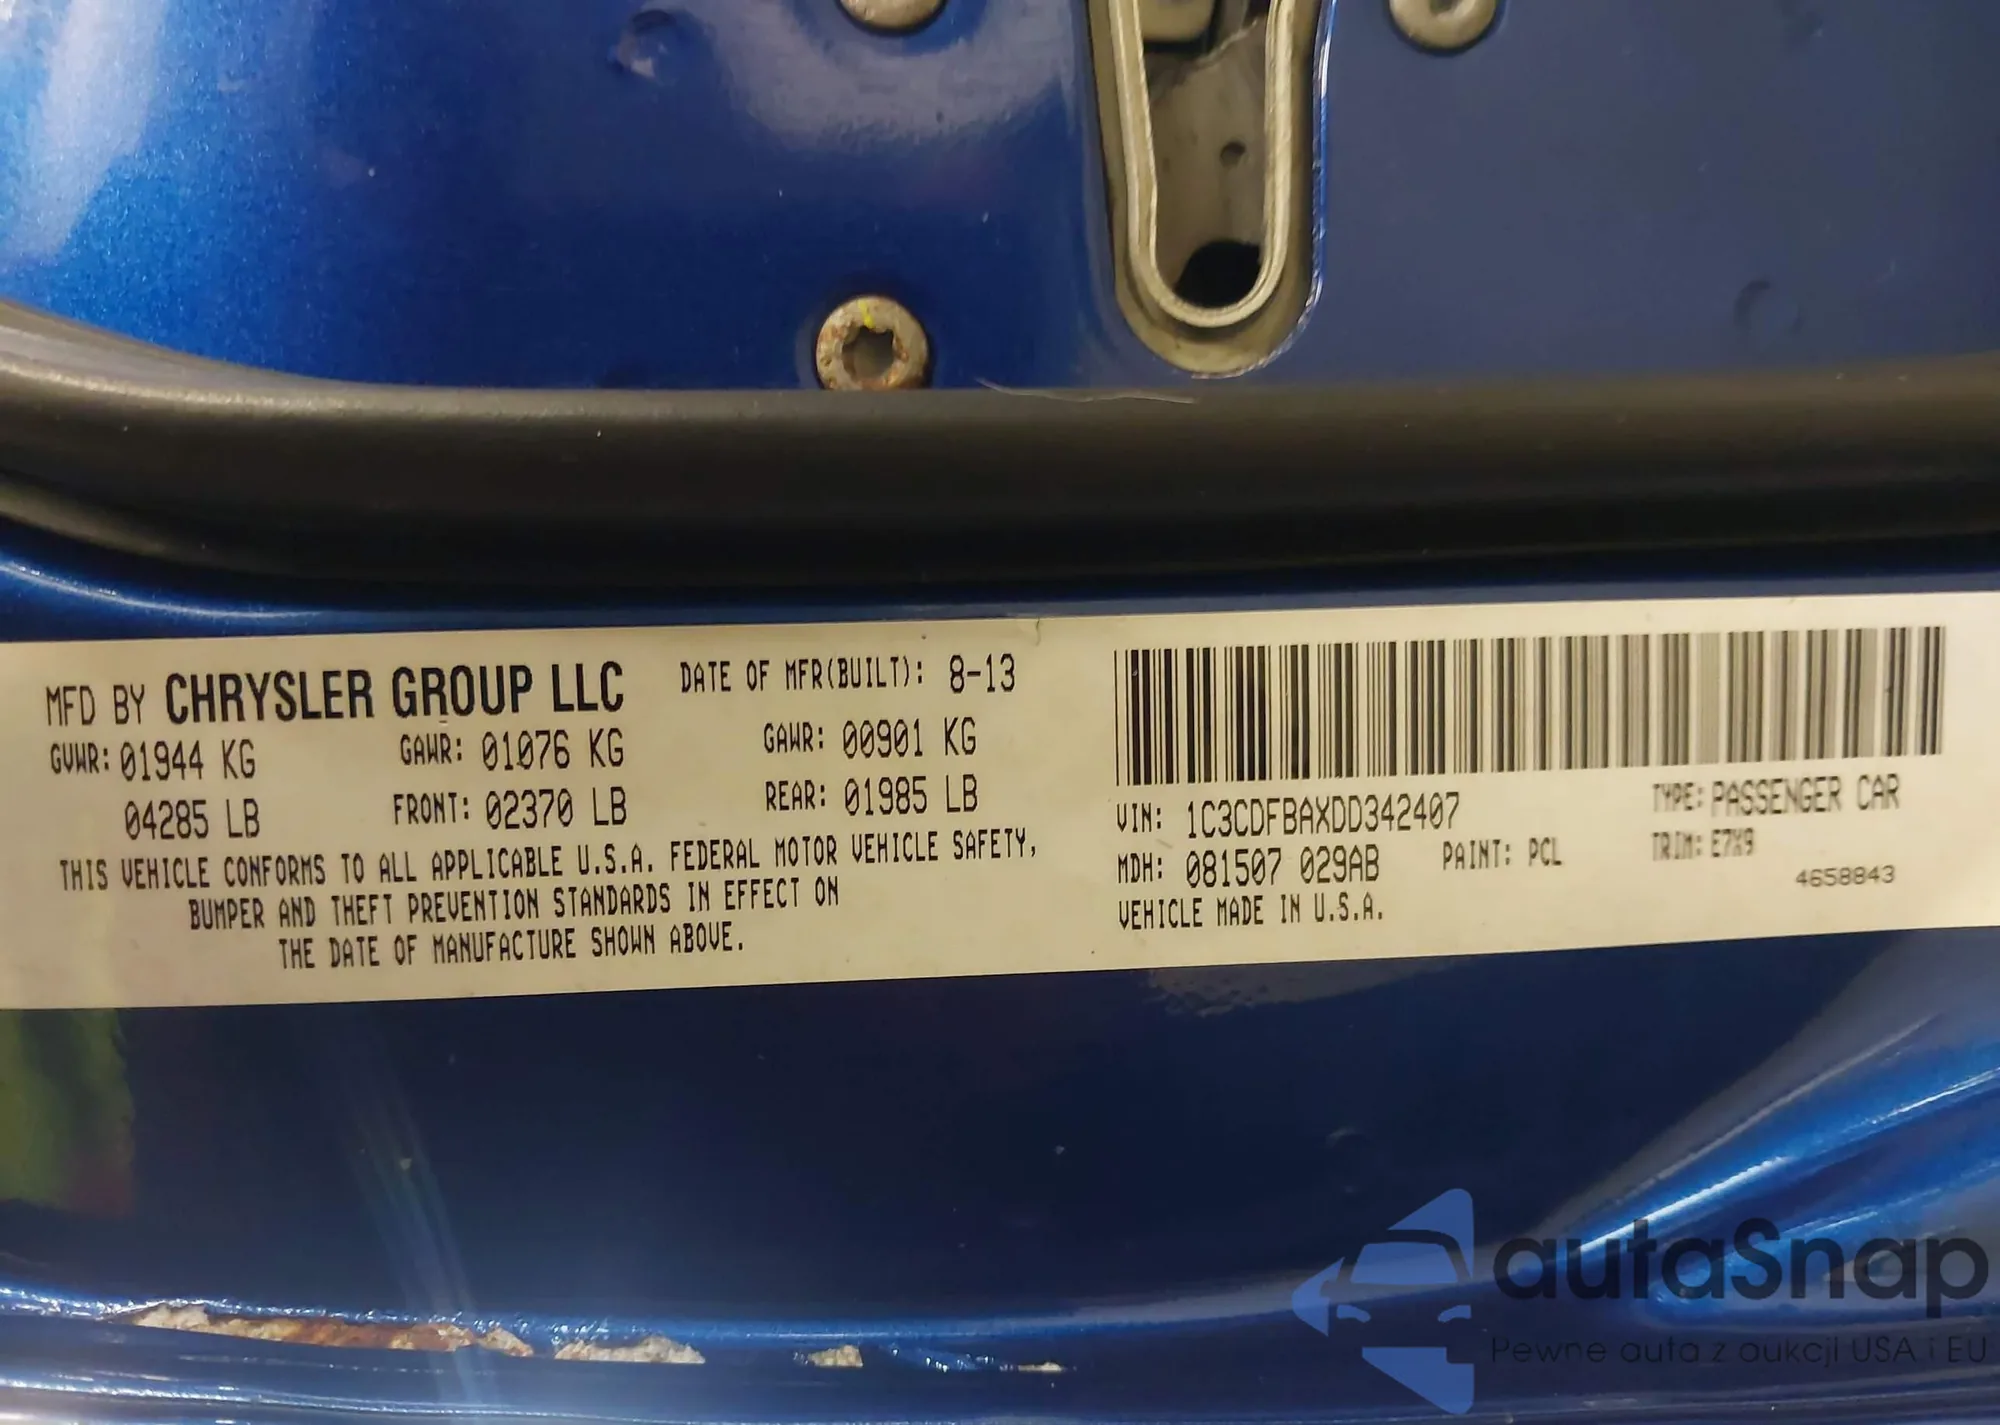 MFD BY CHRYSLER GROUP LLC DATE OF MFR(BUILT): 8-13
GVWR: 01944 KG GAWR: 01076 KG GAWR: 00901 KG
04285 LB FRONT: 02370 LB REAR: 01985 LB
THIS VEHICLE CONFORMS TO ALL APPLICABLE U.S.A. FEDERAL MOTOR VEHICLE SAFETY,
BUMPER AND THEFT PREVENTION STANDARDS IN EFFECT ON
THE DATE OF MANUFACTURE SHOWN ABOVE.
VIN: 1C3CDFBAXDD342407 TYPE: PASSENGER CAR
MDH: 081507 029AB PAINT: PCL TRIM: E7X9
4658843
VEHICLE MADE IN U.S.A.
autaSnap
Pewne auta z aukcji USA i EU